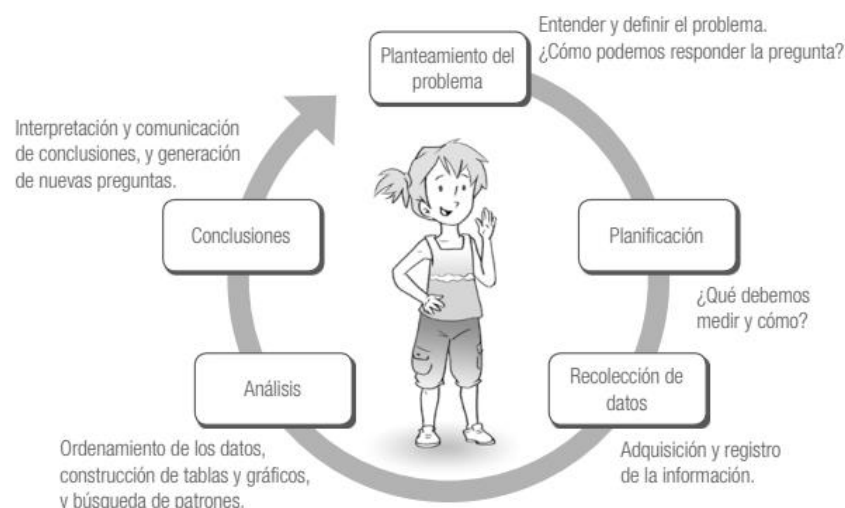 Planteamiento del
problema
Entender y definir el problema.
¿Cómo podemos responder la pregunta?
Planificación
¿Qué debemos
medir y cómo?
Recolección de
datos
Adquisición y registro
de la información.
Análisis
Ordenamiento de los datos,
construcción de tablas y gráficos,
y búsqueda de patrones.
Conclusiones
Interpretación y comunicación
de conclusiones, y generación
de nuevas preguntas.